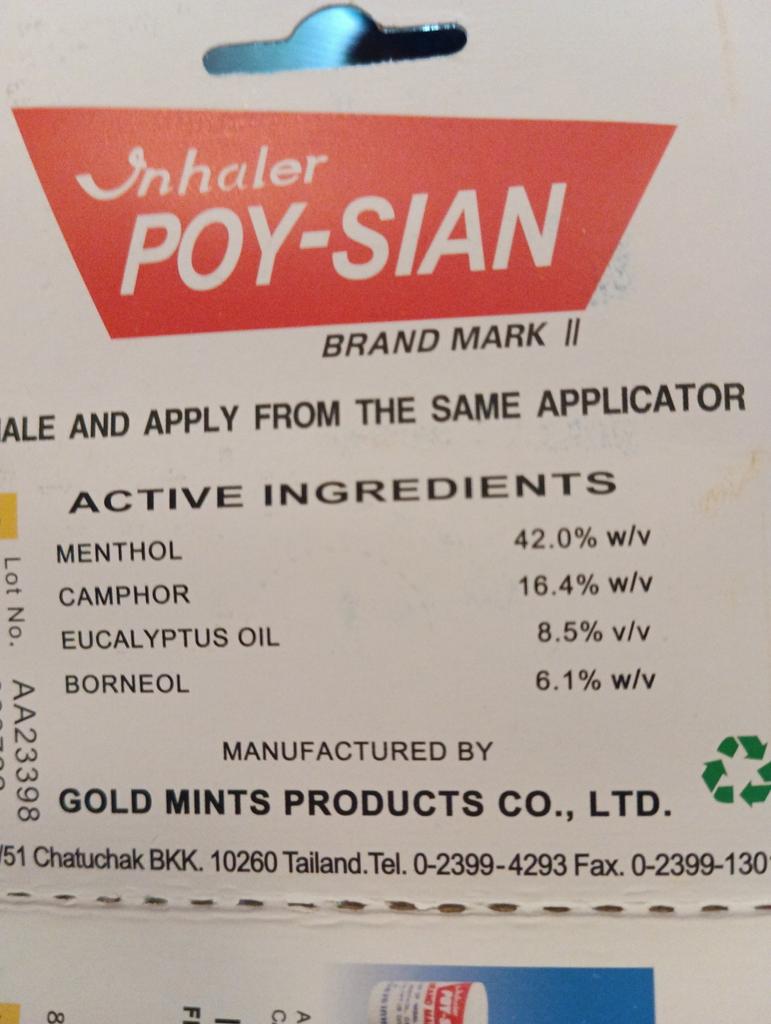 Inhaler
POY-SIAN
BRAND MARK II
AND APPLY FROM THE SAME APPLICATOR
ACTIVE INGREDIENTS
MENTHOL 42.0% w/v
CAMPHOR 16.4% w/v
EUCALYPTUS OIL 8.5% v/v
BORNEOL 6.1% w/v
MANUFACTURED BY
GOLD MINTS PRODUCTS CO., LTD.
/51 Chatuchak BKK. 10260 Tailand.Tel. 0-2399-4293 Fax. 0-2399-130
Lot No. AA23398